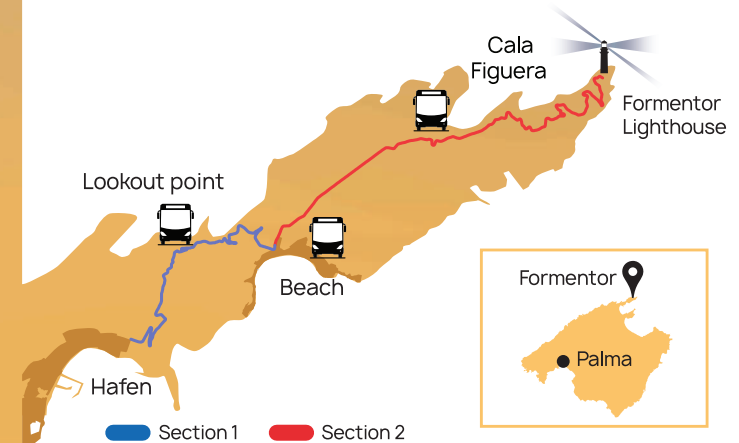 Cala
Figuera
Formentor
Lighthouse
Lookout point
Beach
Formentor
Palma
Hafen
Section 1
Section 2